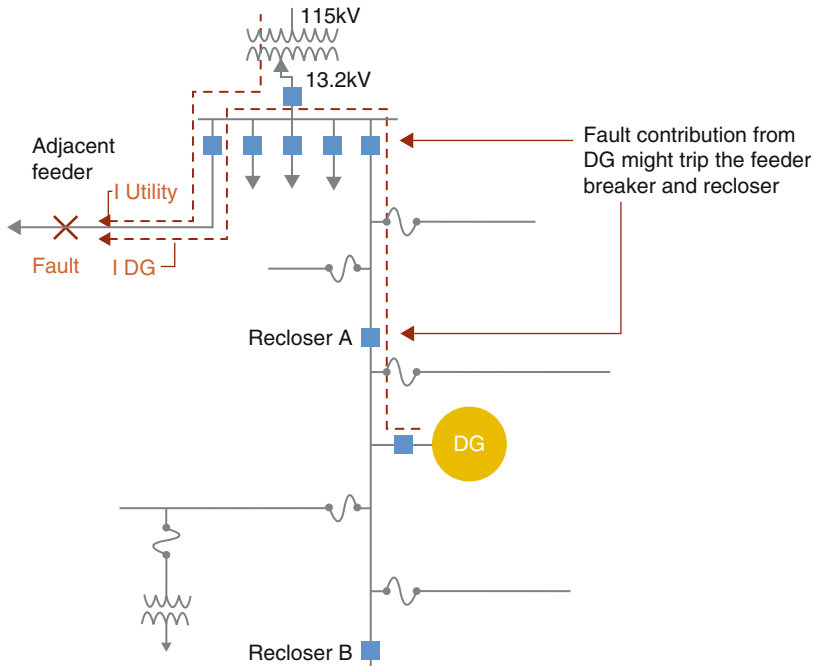 115kV
13.2kV
Adjacent
feeder
I Utility
Fault
I DG
Fault contribution from
DG might trip the feeder
breaker and recloser
Recloser A
DG
Recloser B